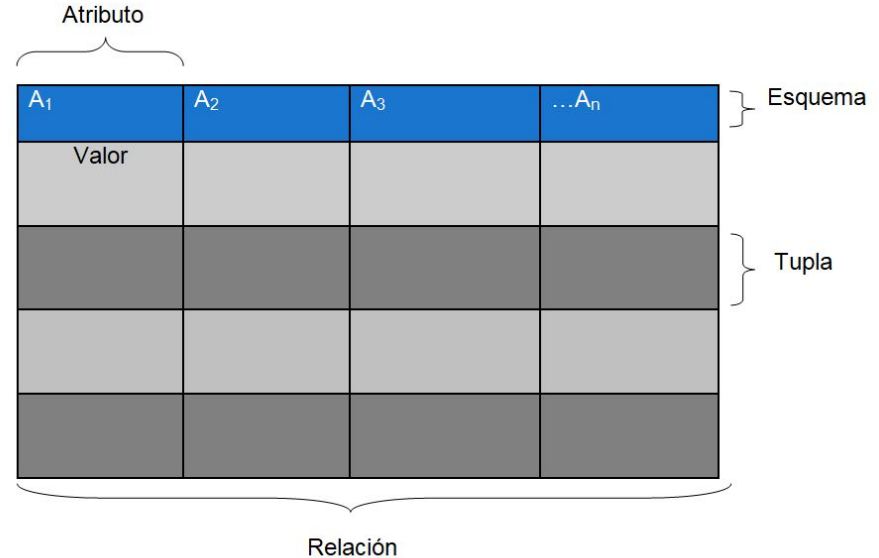 Atributo
A₁ A₂ A₃ …Aₙ
Esquema
Valor
Tupla
Relación